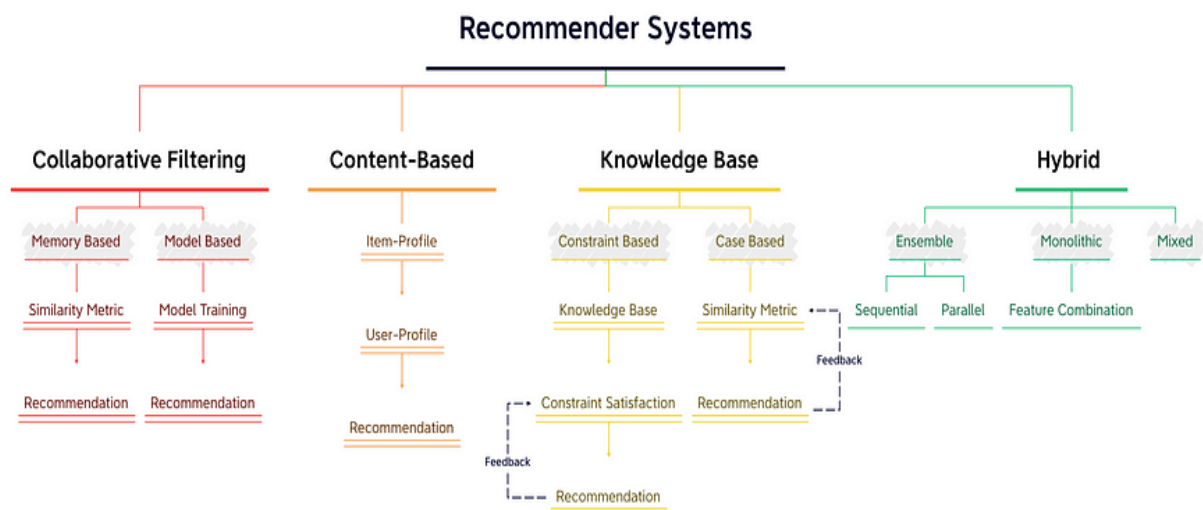 Recommender Systems
Collaborative Filtering
Content-Based
Knowledge Base
Hybrid
Memory Based
Model Based
Item-Profile
Constraint Based
Case Based
Ensemble
Monolithic
Mixed
Similarity Metric
Model Training
User-Profile
Knowledge Base
Similarity Metric
Sequential
Parallel
Feature Combination
Feedback
Recommendation
Recommendation
Recommendation
Constraint Satisfaction
Recommendation
Feedback
Recommendation